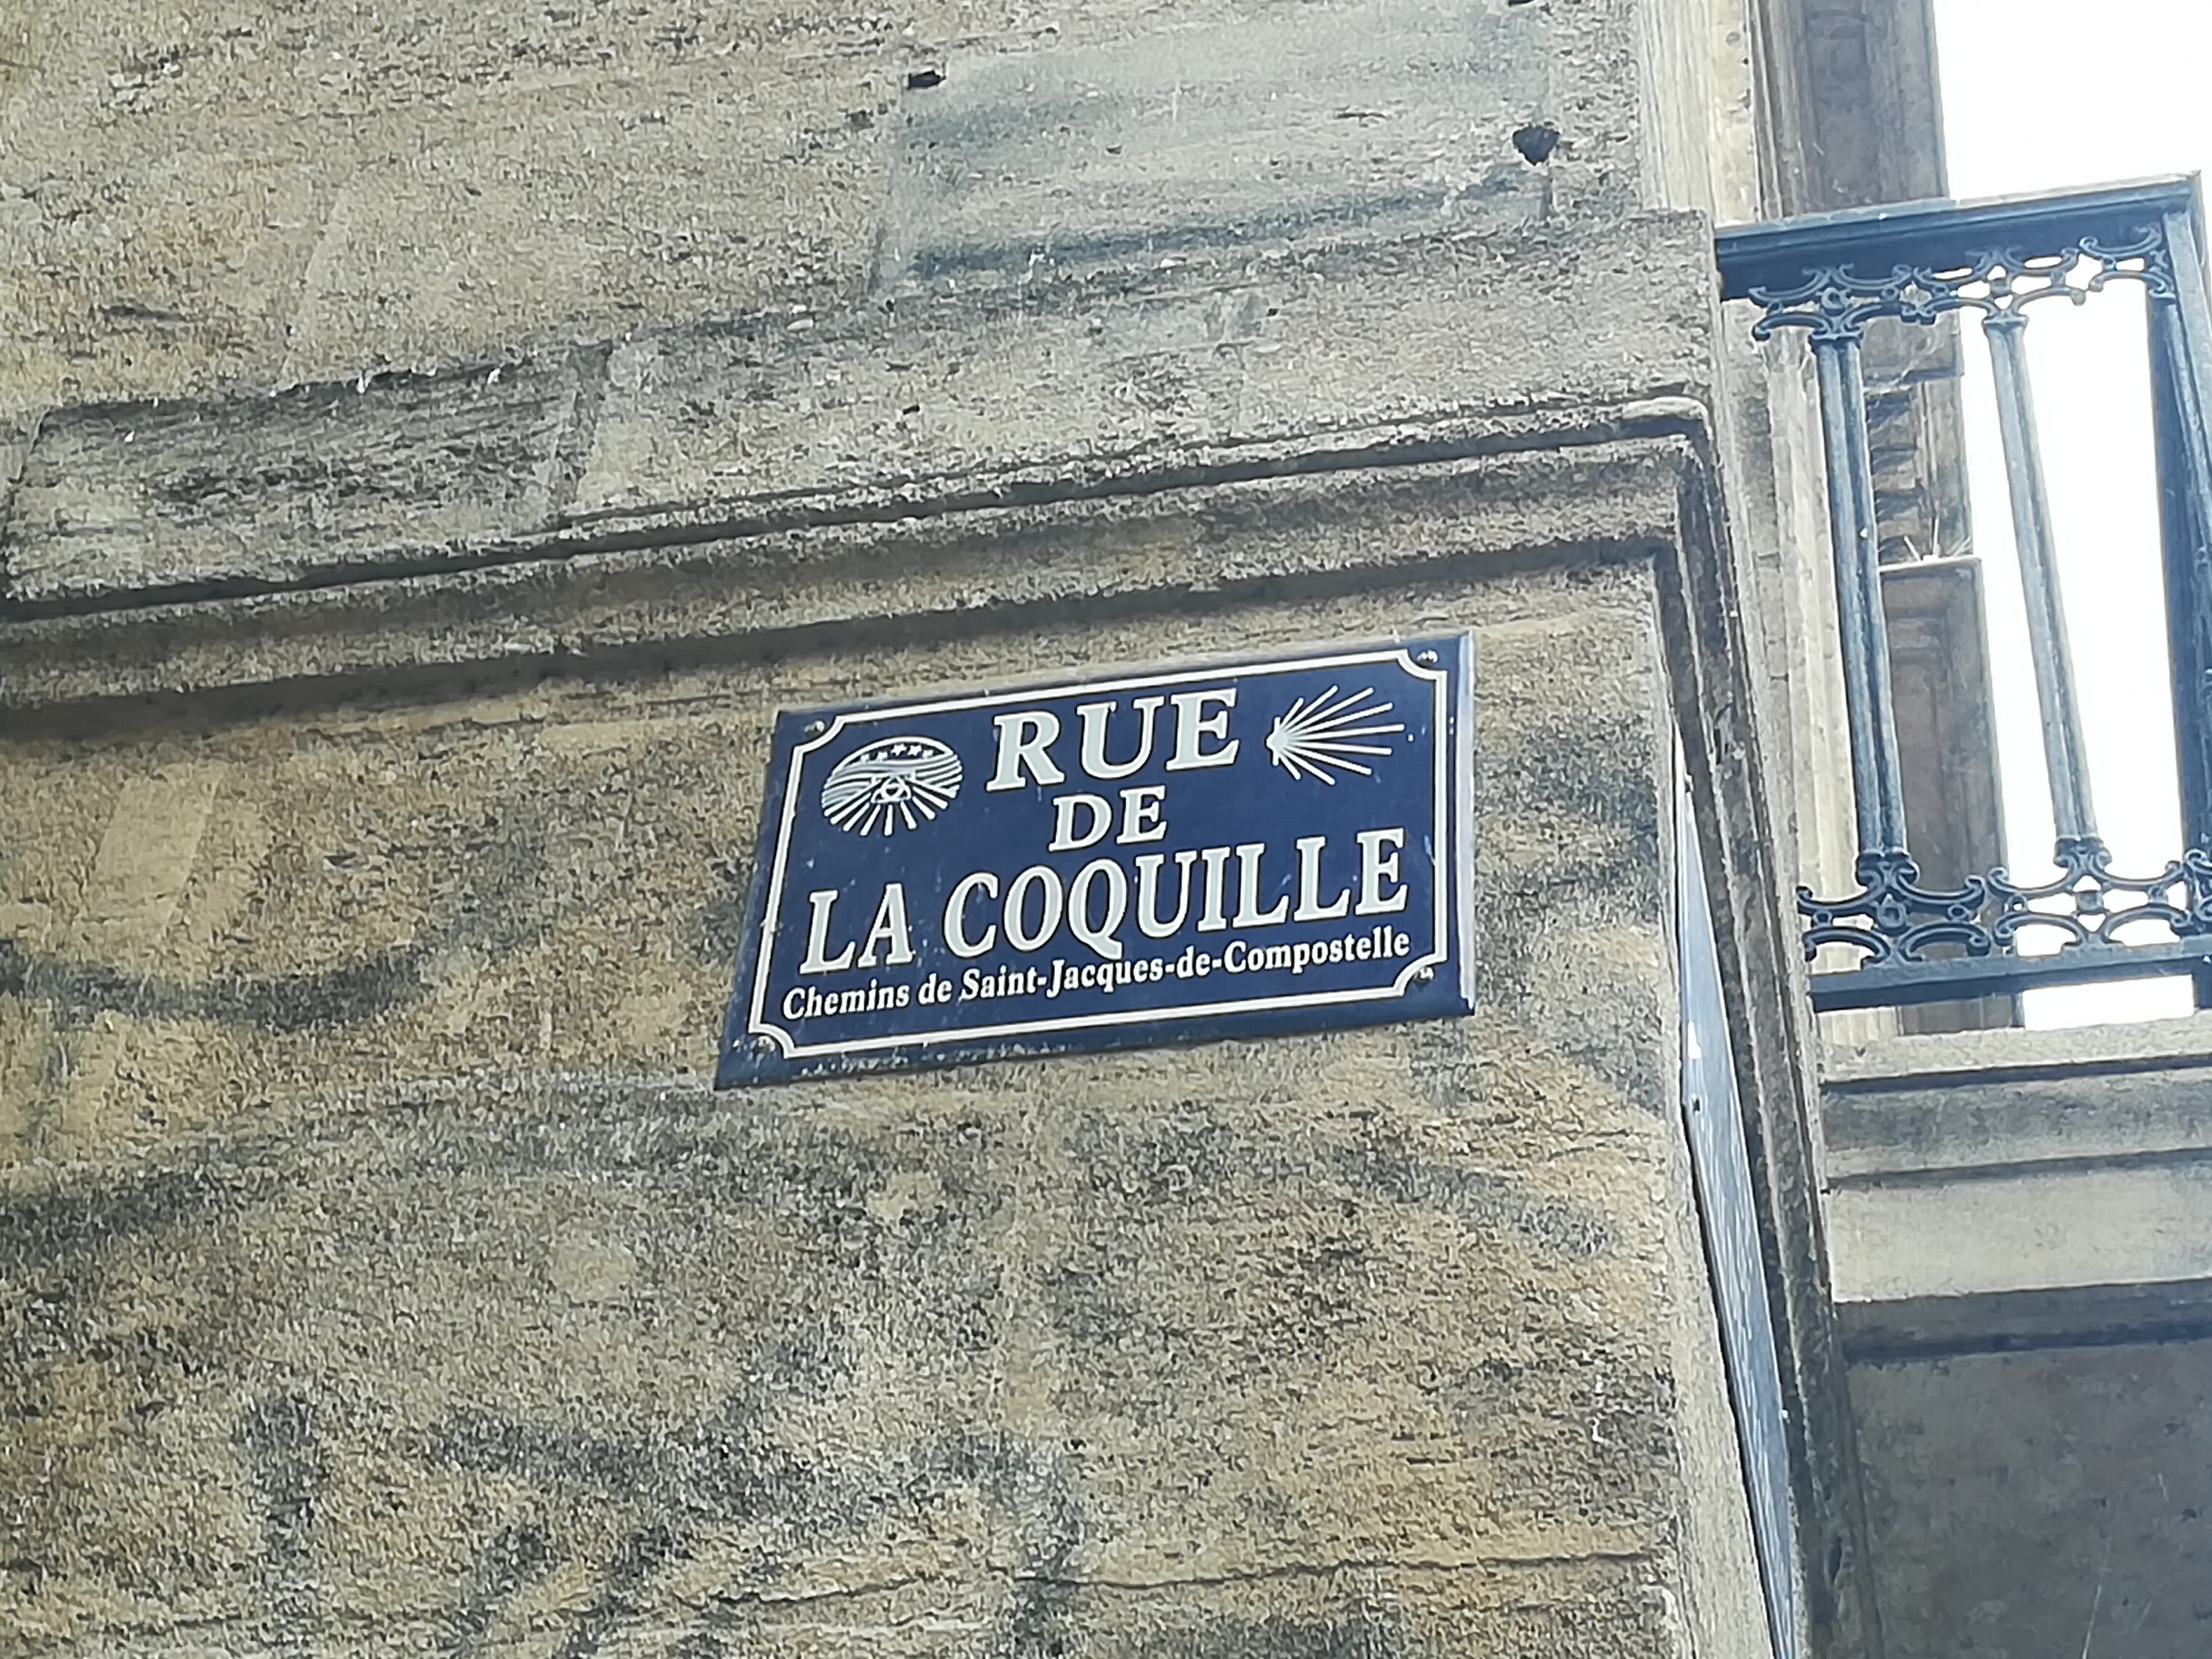 RUE
DE
LA COQUILLE
Chemins de Saint-Jacques-de-Compostelle